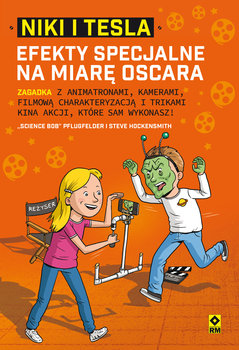 NIKI I TESLA
EFEKTY SPECJALNE
NA MIARĘ OSCARA
ZAGADKA Z ANIMATRONAMI, KAMERAMI,
FILMOWĄ CHARAKTERYZACJĄ I TRIKAMI
KINA AKCJI, KTÓRE SAM WYKONASZ!
„SCIENCE BOB” PFLUGFELDER I STEVE HOCKENSMITH
REŻYSER
RM